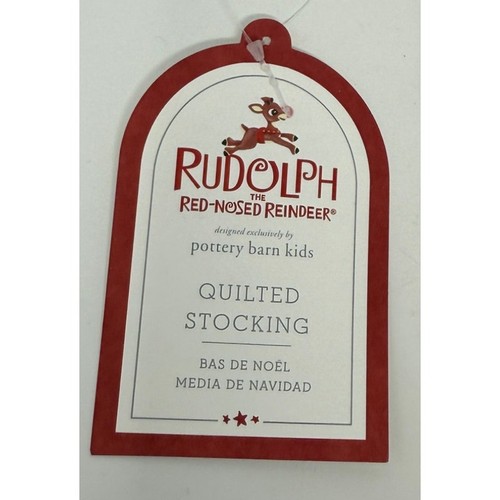 RUDOLPH
THE
RED-NOSED REINDEER®
designed exclusively by
pottery barn kids
QUILTED
STOCKING
BAS DE NOËL
MEDIA DE NAVIDAD